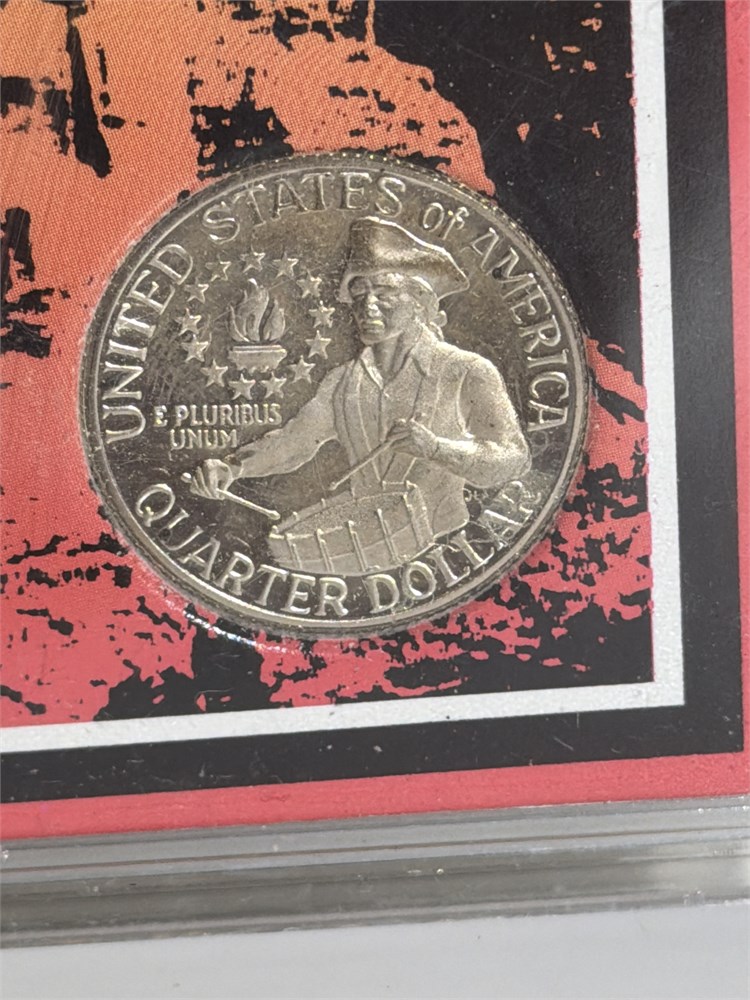 UNITED STATES of AMERICA
E PLURIBUS
UNUM
QUARTER DOLLAR